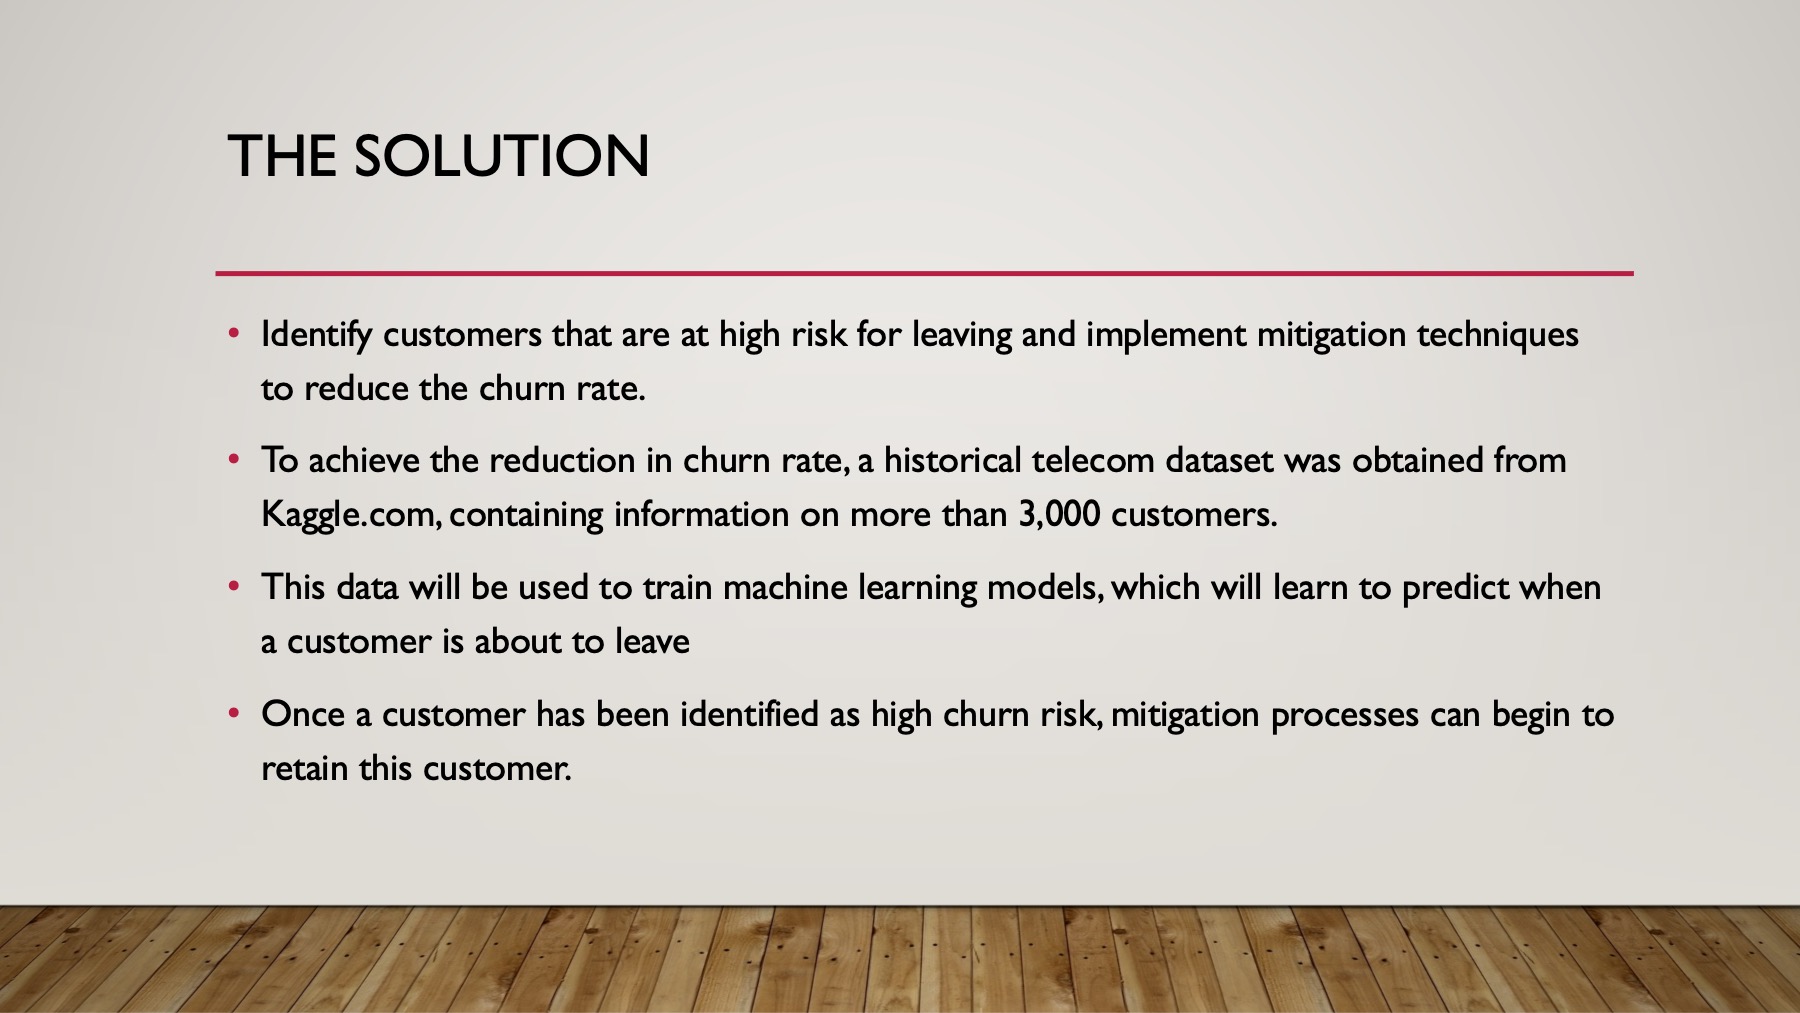 THE SOLUTION
• Identify customers that are at high risk for leaving and implement mitigation techniques
to reduce the churn rate.
• To achieve the reduction in churn rate, a historical telecom dataset was obtained from
Kaggle.com, containing information on more than 3,000 customers.
• This data will be used to train machine learning models, which will learn to predict when
a customer is about to leave
• Once a customer has been identified as high churn risk, mitigation processes can begin to
retain this customer.